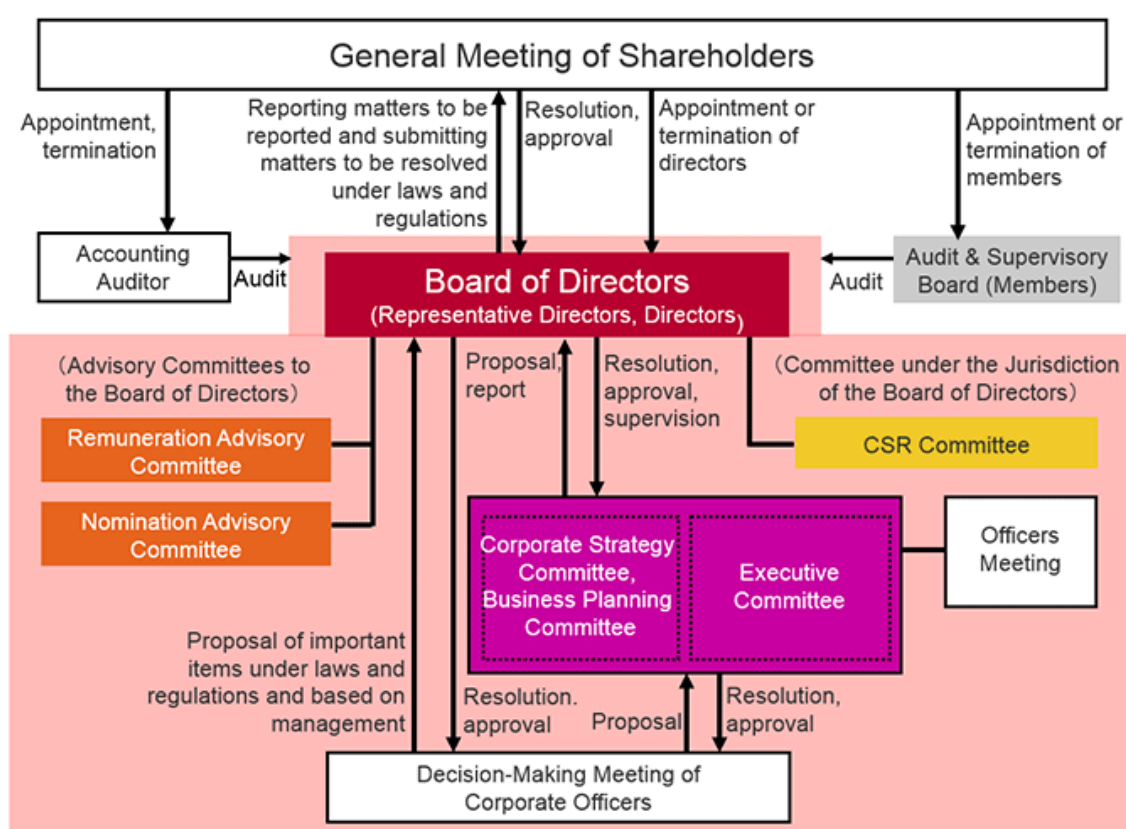 General Meeting of Shareholders
Appointment,
termination
Reporting matters to be
reported and submitting
matters to be resolved
under laws and
regulations
Resolution,
approval
Appointment or
termination of
directors
Appointment or
termination of
members
Accounting
Auditor
Audit
Board of Directors
(Representative Directors, Directors)
Audit
Audit & Supervisory
Board (Members)
（Advisory Committees to
the Board of Directors）
Remuneration Advisory
Committee
Nomination Advisory
Committee
Proposal,
report
Resolution,
approval,
supervision
（Committee under the Jurisdiction
of the Board of Directors）
CSR Committee
Corporate Strategy
Committee,
Business Planning
Committee
Executive
Committee
Officers
Meeting
Proposal of important
items under laws and
regulations and based on
management
Resolution.
approval
Proposal
Resolution,
approval
Decision-Making Meeting of
Corporate Officers